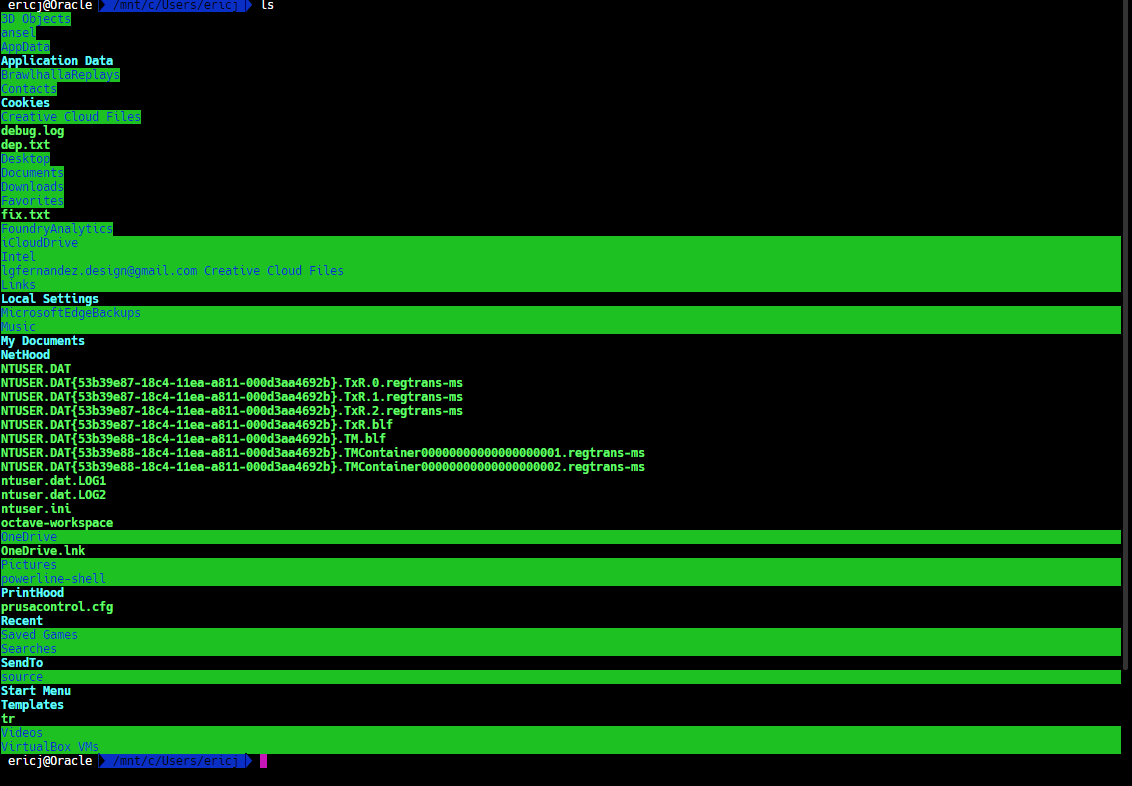 ericj@Oracle /mnt/c/Users/ericj ls
3D Objects
ansel
AppData
Application Data
BrawlhallaReplays
Contacts
Cookies
Creative Cloud Files
debug.log
dep.txt
Desktop
Documents
Downloads
Favorites
fix.txt
FoundryAnalytics
iCloudDrive
Intel
lgfernandez.design@gmail.com Creative Cloud Files
Links
Local Settings
MicrosoftEdgeBackups
Music
My Documents
NetHood
NTUSER.DAT
NTUSER.DAT{53b39e87-18c4-11ea-a811-000d3aa4692b}.TxR.0.regtrans-ms
NTUSER.DAT{53b39e87-18c4-11ea-a811-000d3aa4692b}.TxR.1.regtrans-ms
NTUSER.DAT{53b39e87-18c4-11ea-a811-000d3aa4692b}.TxR.2.regtrans-ms
NTUSER.DAT{53b39e87-18c4-11ea-a811-000d3aa4692b}.TxR.blf
NTUSER.DAT{53b39e88-18c4-11ea-a811-000d3aa4692b}.TM.blf
NTUSER.DAT{53b39e88-18c4-11ea-a811-000d3aa4692b}.TMContainer00000000000000000001.regtrans-ms
NTUSER.DAT{53b39e88-18c4-11ea-a811-000d3aa4692b}.TMContainer00000000000000000002.regtrans-ms
ntuser.dat.LOG1
ntuser.dat.LOG2
ntuser.ini
octave-workspace
OneDrive
OneDrive.lnk
Pictures
powerline-shell
PrintHood
prusacontrol.cfg
Recent
Saved Games
Searches
SendTo
source
Start Menu
Templates
tr
Videos
VirtualBox VMs
ericj@Oracle /mnt/c/Users/ericj